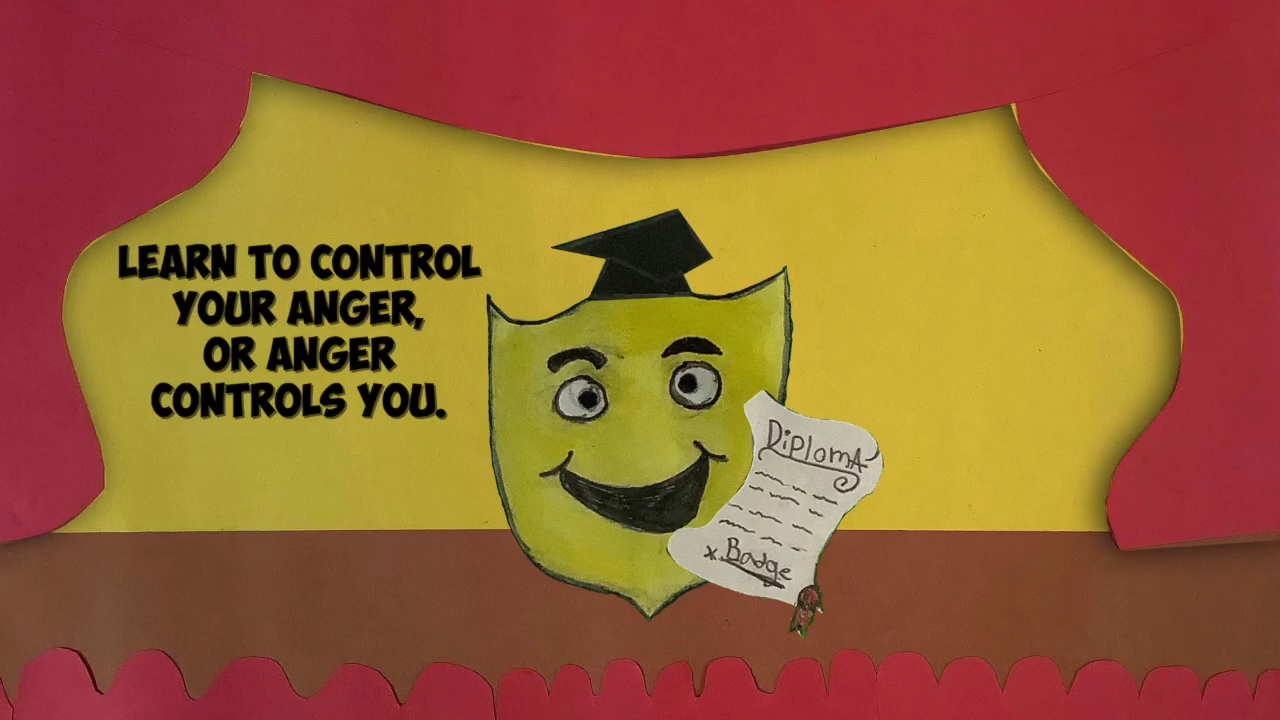 LEARN TO CONTROL
YOUR ANGER,
OR ANGER
CONTROLS YOU.
DiplomA
x Badge